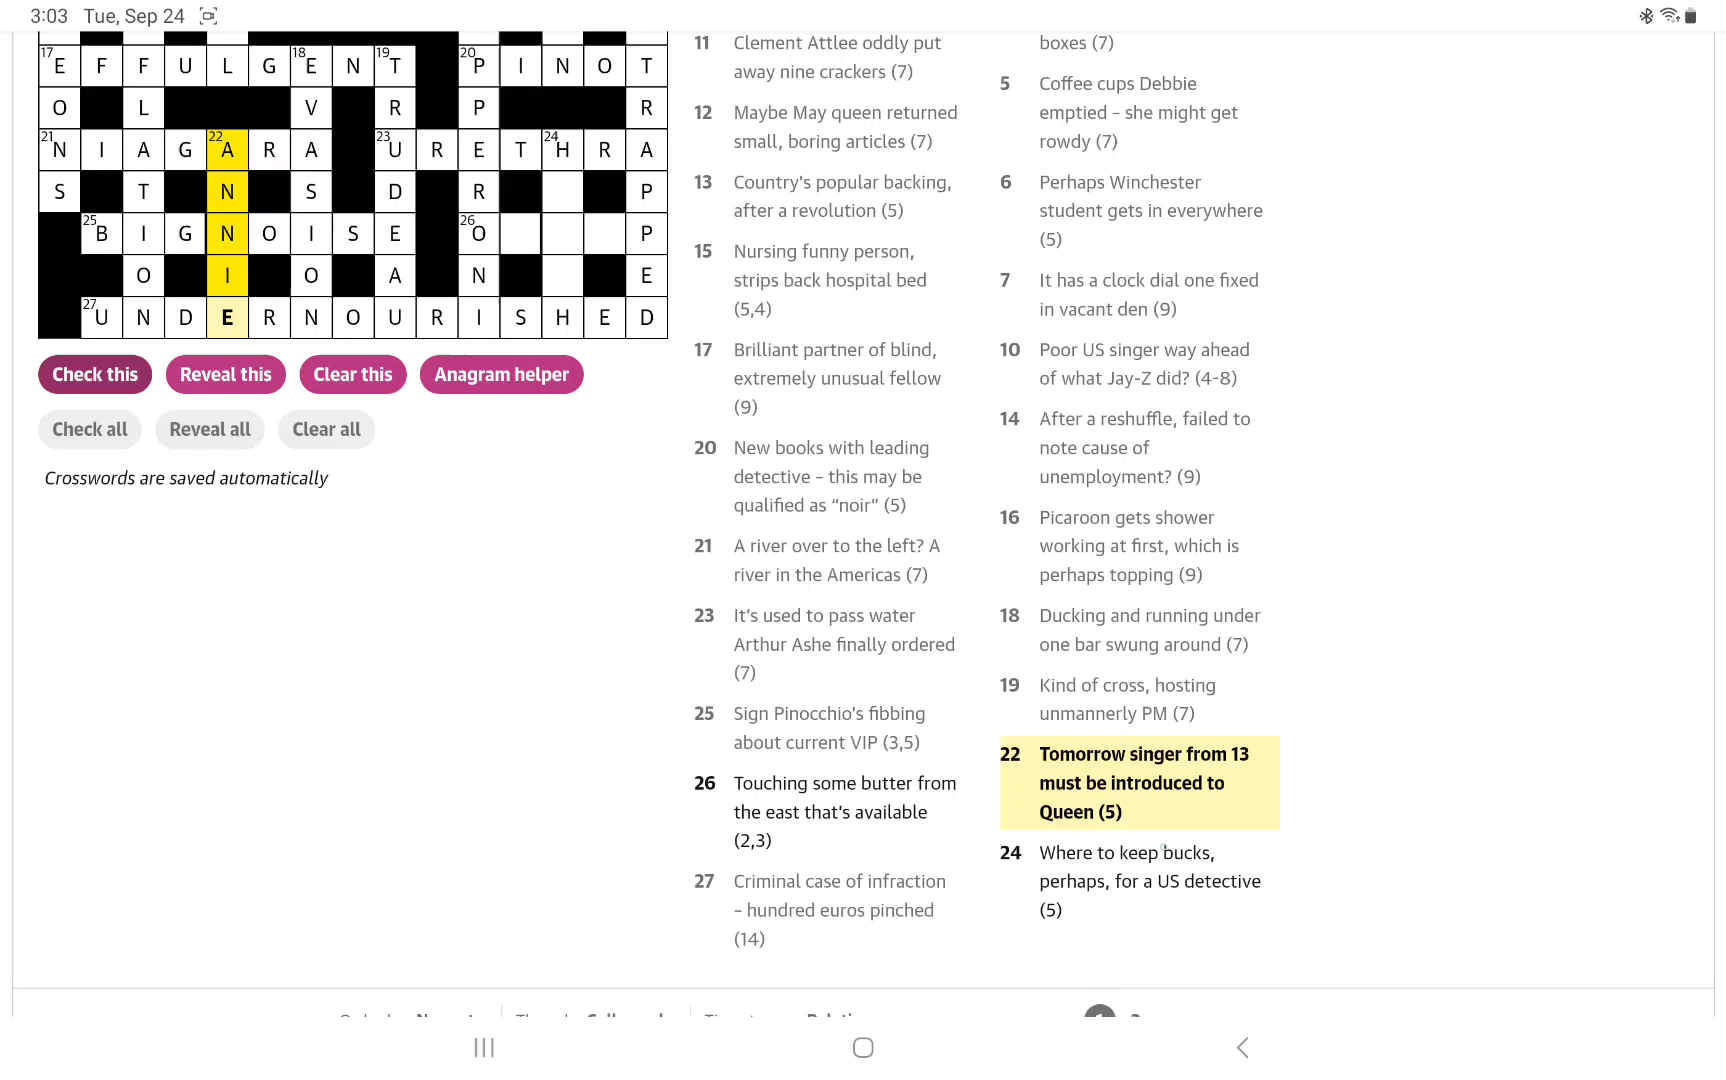 3:03 Tue, Sep 24
17 E F F U L G 18 E N 19 T 20 P I N O T
O L V R P R
21 N I A G 22 A R A 23 U R E T 24 H R A
S T N S D R P
25 B I G N O I S E 26 O P
O I O A N E
27 U N D E R N O U R I S H E D
Check this Reveal this Clear this Anagram helper
Check all Reveal all Clear all
Crosswords are saved automatically
11 Clement Attlee oddly put
away nine crackers (7)
12 Maybe May queen returned
small, boring articles (7)
13 Country's popular backing,
after a revolution (5)
15 Nursing funny person,
strips back hospital bed
(5,4)
17 Brilliant partner of blind,
extremely unusual fellow
(9)
20 New books with leading
detective – this may be
qualified as “noir” (5)
21 A river over to the left? A
river in the Americas (7)
23 It’s used to pass water
Arthur Ashe finally ordered
(7)
25 Sign Pinocchio’s fibbing
about current VIP (3,5)
26 Touching some butter from
the east that’s available
(2,3)
27 Criminal case of infraction
– hundred euros pinched
(14)
boxes (7)
5 Coffee cups Debbie
emptied – she might get
rowdy (7)
6 Perhaps Winchester
student gets in everywhere
(5)
7 It has a clock dial one fixed
in vacant den (9)
10 Poor US singer way ahead
of what Jay-Z did? (4-8)
14 After a reshuffle, failed to
note cause of
unemployment? (9)
16 Picaroon gets shower
working at first, which is
perhaps topping (9)
18 Ducking and running under
one bar swung around (7)
19 Kind of cross, hosting
unmannerly PM (7)
22 Tomorrow singer from 13
must be introduced to
Queen (5)
24 Where to keep bucks,
perhaps, for a US detective
(5)